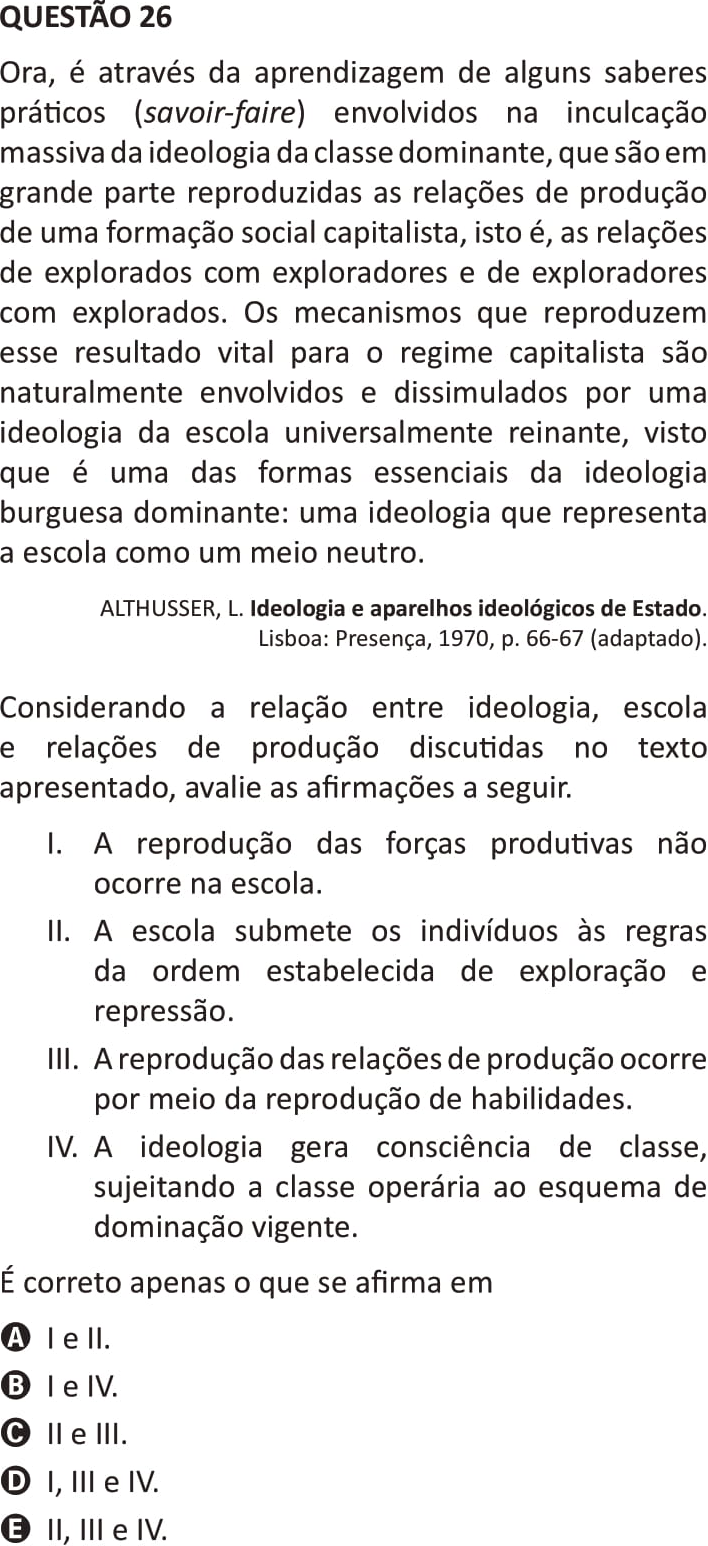 QUESTÃO 26
Ora, é através da aprendizagem de alguns saberes
práticos (savoir-faire) envolvidos na inculcação
massiva da ideologia da classe dominante, que são em
grande parte reproduzidas as relações de produção
de uma formação social capitalista, isto é, as relações
de explorados com exploradores e de exploradores
com explorados. Os mecanismos que reproduzem
esse resultado vital para o regime capitalista são
naturalmente envolvidos e dissimulados por uma
ideologia da escola universalmente reinante, visto
que é uma das formas essenciais da ideologia
burguesa dominante: uma ideologia que representa
a escola como um meio neutro.
ALTHUSSER, L. Ideologia e aparelhos ideológicos de Estado.
Lisboa: Presença, 1970, p. 66-67 (adaptado).
Considerando a relação entre ideologia, escola
e relações de produção discutidas no texto
apresentado, avalie as afirmações a seguir.
I. A reprodução das forças produtivas não
ocorre na escola.
II. A escola submete os indivíduos às regras
da ordem estabelecida de exploração e
repressão.
III. A reprodução das relações de produção ocorre
por meio da reprodução de habilidades.
IV. A ideologia gera consciência de classe,
sujeitando a classe operária ao esquema de
dominação vigente.
É correto apenas o que se afirma em
A I e II.
B I e IV.
C II e III.
D I, III e IV.
E II, III e IV.